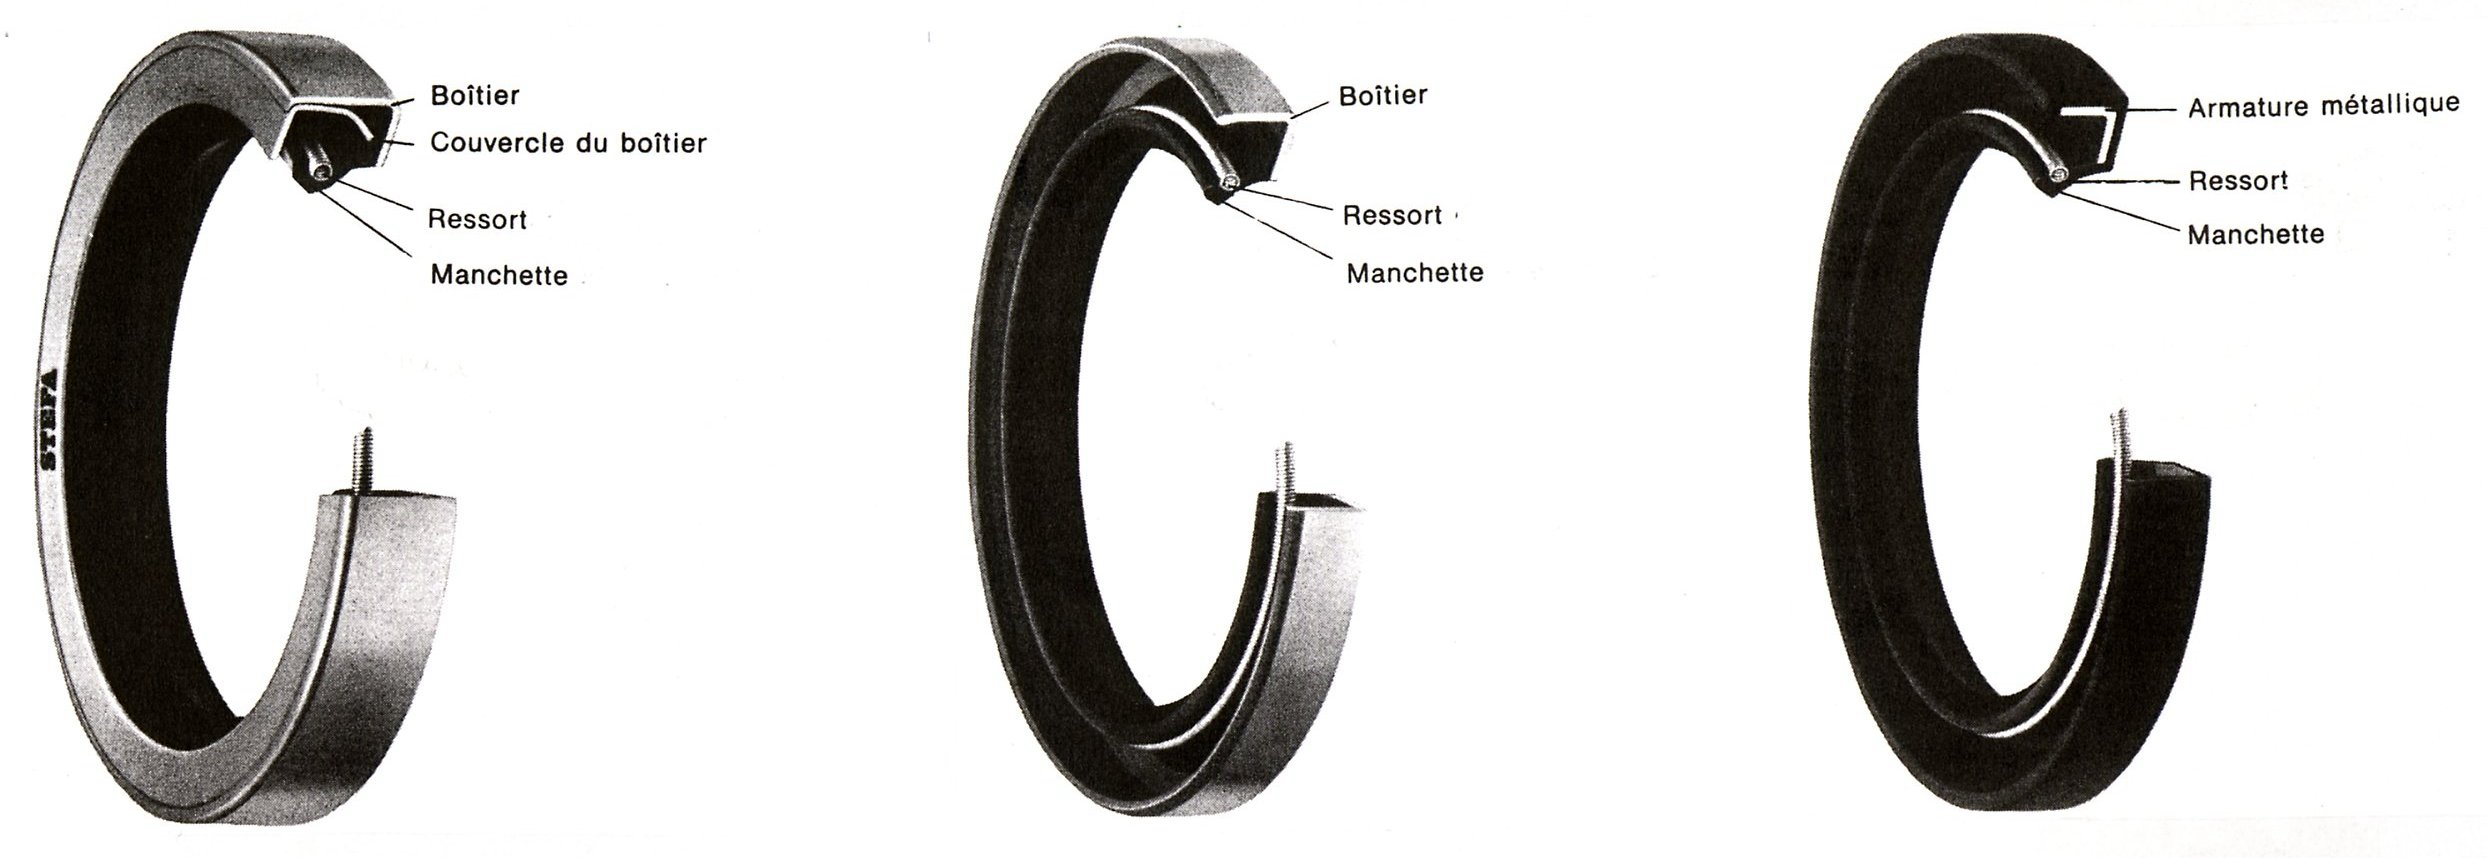 Boîtier
Couvercle du boîtier
Ressort
Manchette
STEFA
Boîtier
Ressort
Manchette
Armature métallique
Ressort
Manchette